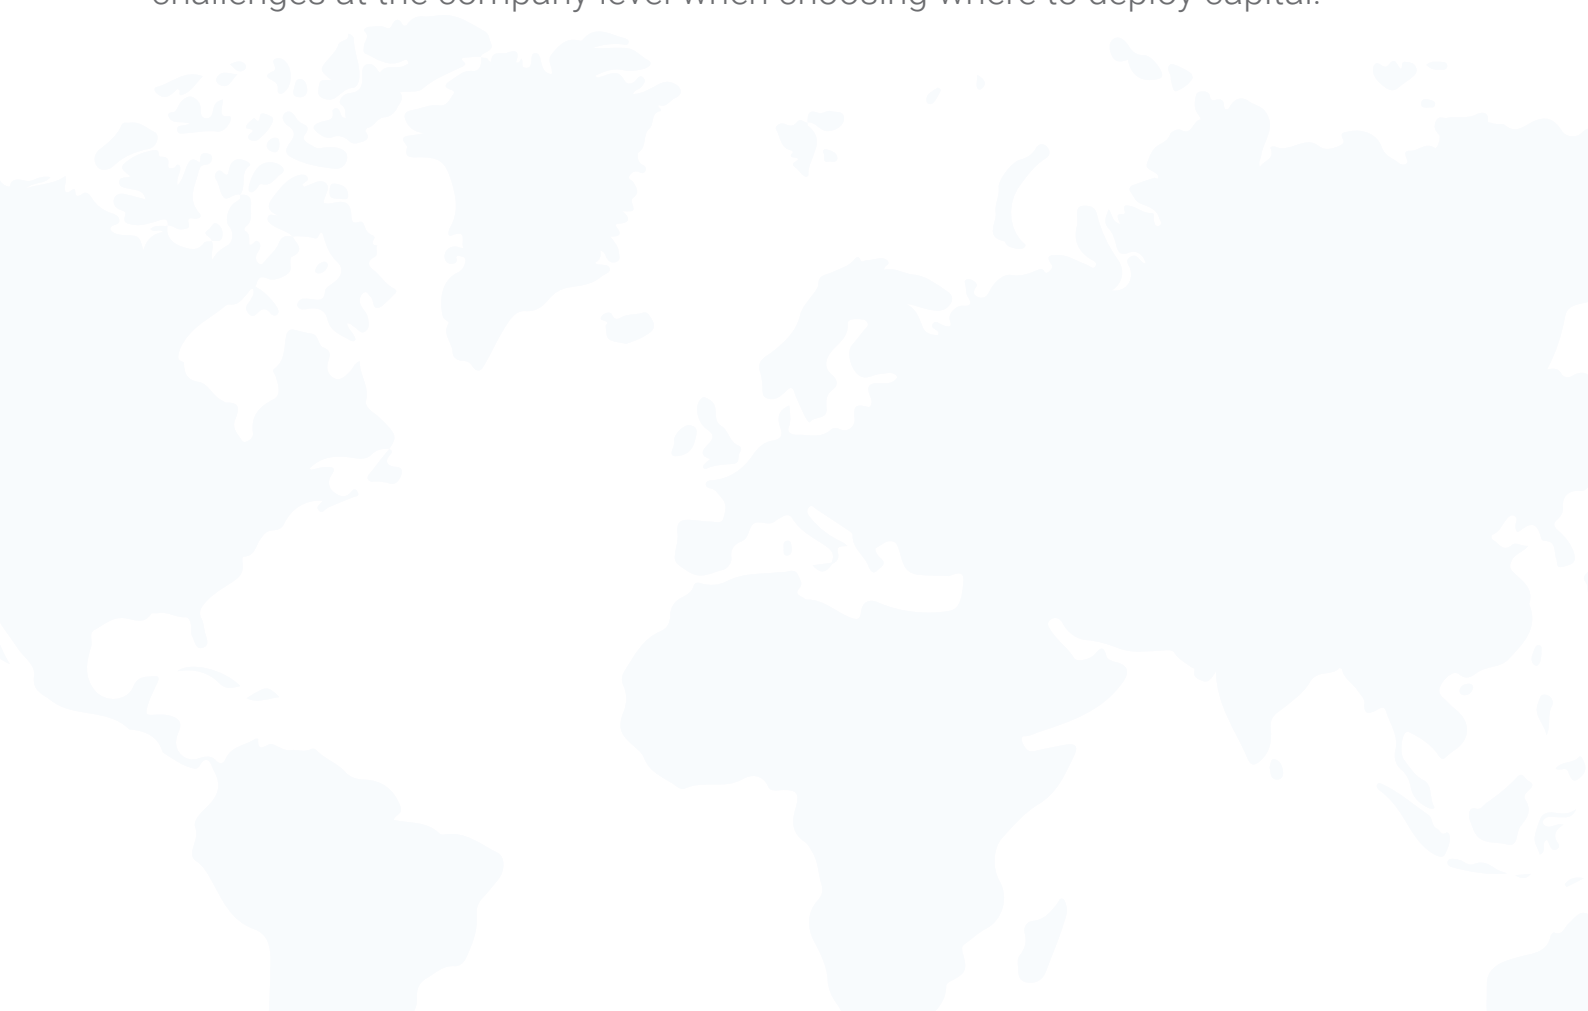 challenges at the company level when choosing where to deploy capital.